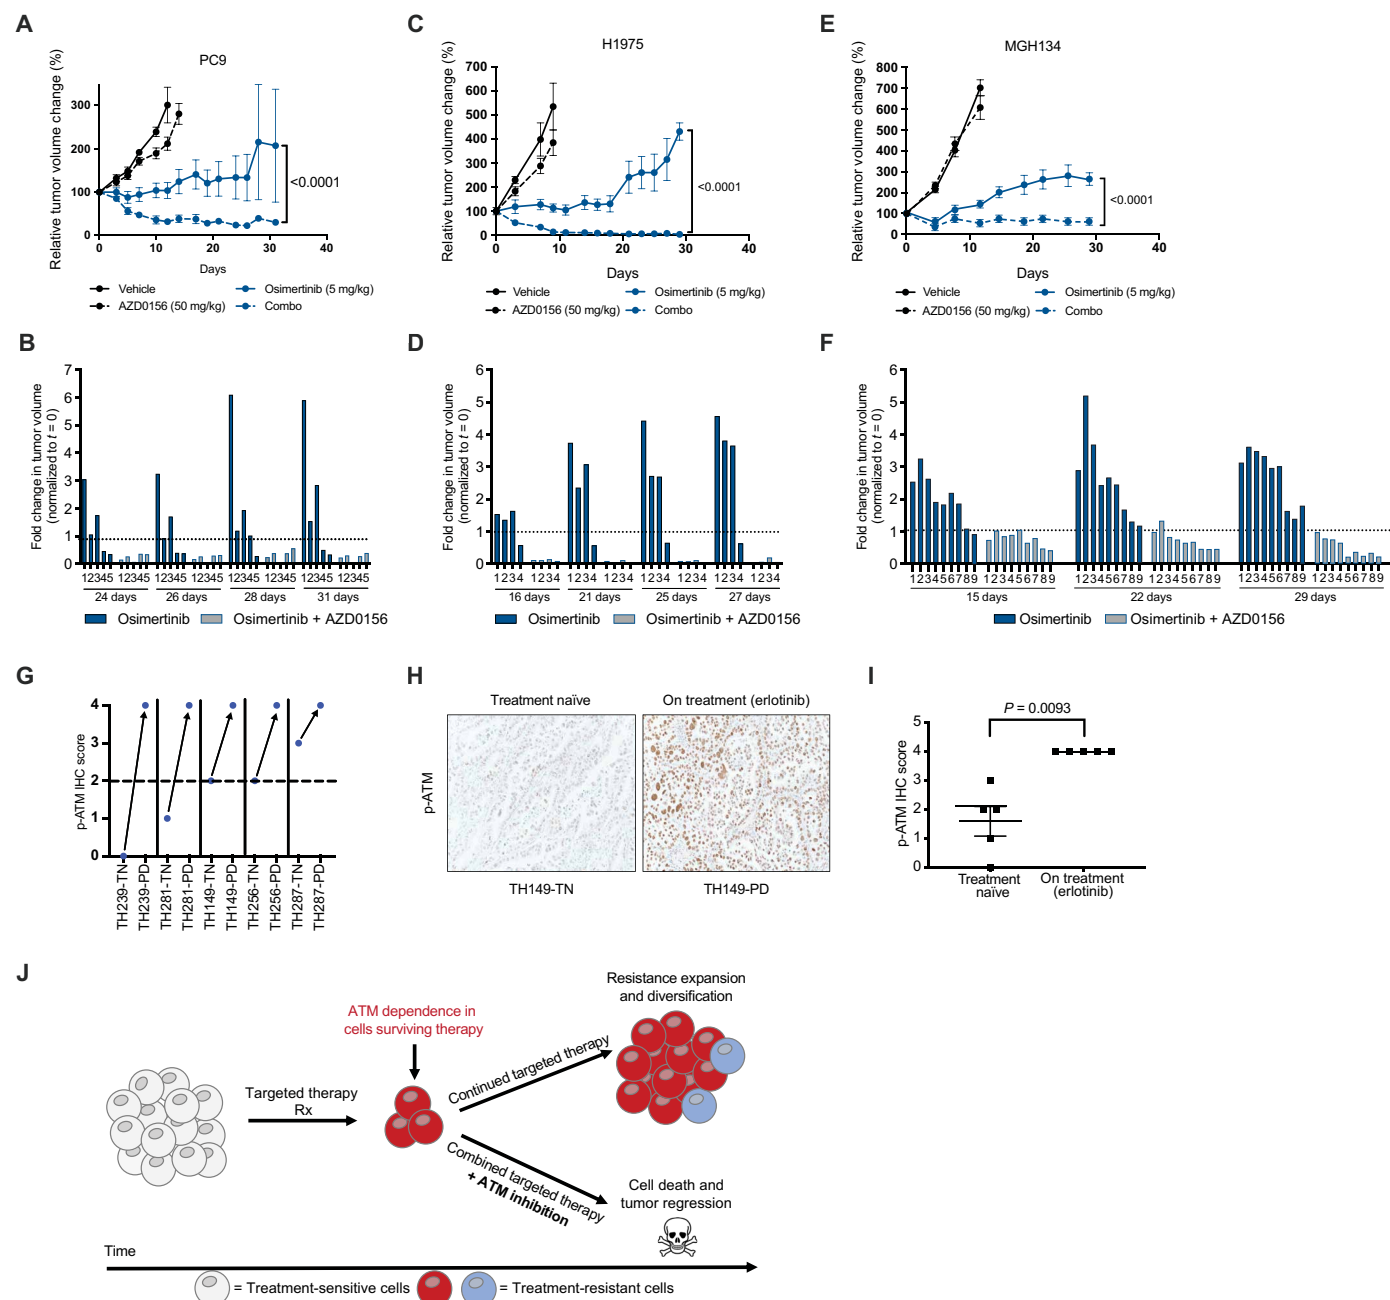 A
PC9
Relative tumor volume change (%)
300
200
100
0
0
10
20
30
40
Days
<0.0001
Vehicle
AZD0156 (50 mg/kg)
Osimertinib (5 mg/kg)
Combo
C
H1975
Relative tumor volume change (%)
700
600
500
400
300
200
100
0
0
10
20
30
40
Days
<0.0001
Vehicle
AZD0156 (50 mg/kg)
Osimertinib (5 mg/kg)
Combo
E
MGH134
Relative tumor volume change (%)
800
700
600
500
400
300
200
100
0
0
10
20
30
40
Days
<0.0001
Vehicle
AZD0156 (50 mg/kg)
Osimertinib (5 mg/kg)
Combo
B
Fold change in tumor volume
(normalized to t = 0)
7
6
5
4
3
2
1
0
12345 12345 12345 12345 12345 12345 12345 12345
24 days 26 days 28 days 31 days
Osimertinib Osimertinib + AZD0156
D
Fold change in tumor volume
(normalized to t = 0)
6
5
4
3
2
1
0
1234 1234 1234 1234 1234 1234 1234 1234
16 days 21 days 25 days 27 days
Osimertinib Osimertinib + AZD0156
F
Fold change in tumor volume
(normalized to t = 0)
6
5
4
3
2
1
0
123456789 123456789 123456789 123456789 123456789 123456789
15 days 22 days 29 days
Osimertinib Osimertinib + AZD0156
G
p-ATM IHC score
4
3
2
1
0
TH239-TN
TH239-PD
TH281-TN
TH281-PD
TH149-TN
TH149-PD
TH256-TN
TH256-PD
TH287-TN
TH287-PD
H
Treatment naïve
On treatment (erlotinib)
p-ATM
TH149-TN
TH149-PD
I
P = 0.0093
p-ATM IHC score
5
4
3
2
1
0
Treatment
naïve
On treatment
(erlotinib)
J
ATM dependence in
cells surviving therapy
Targeted therapy
Rx
Continued targeted therapy
Resistance expansion
and diversification
Combined targeted therapy
+ ATM inhibition
Cell death and
tumor regression
Time
= Treatment-sensitive cells
= Treatment-resistant cells